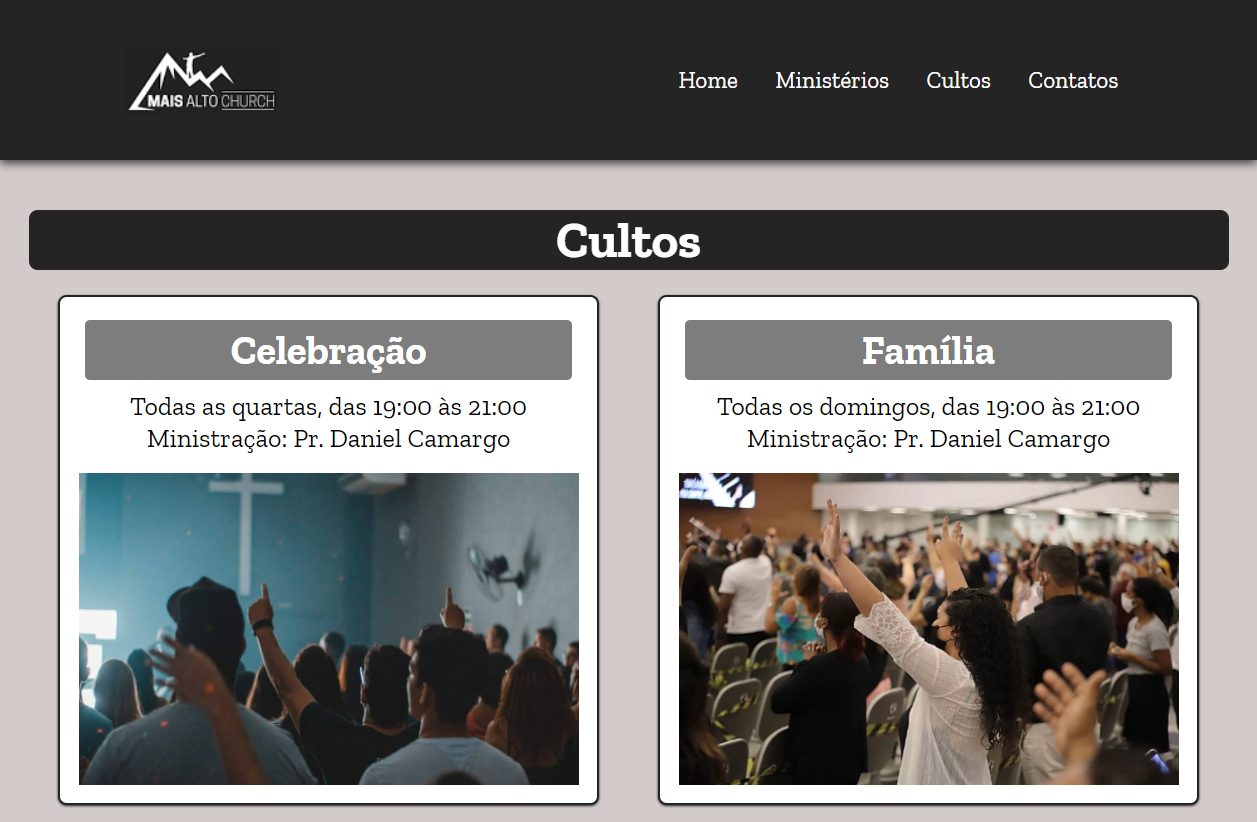 MAIS ALTO CHURCH
Home Ministérios Cultos Contatos
Cultos
Celebração
Todas as quartas, das 19:00 às 21:00
Ministração: Pr. Daniel Camargo
Família
Todas os domingos, das 19:00 às 21:00
Ministração: Pr. Daniel Camargo